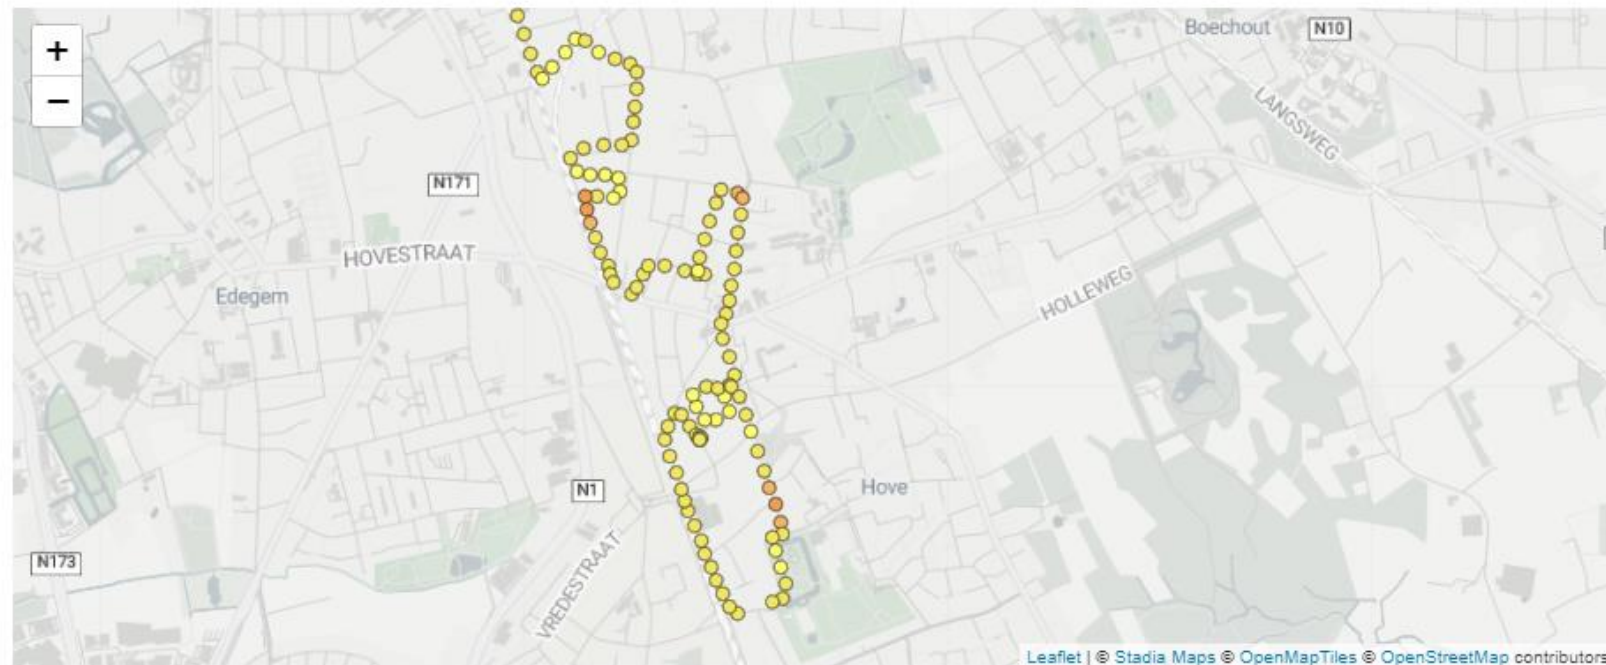 +
Boechout
N10
−
LANGSWEG
N171
HOVESTRAAT
HOLLEWEG
Edegem
N1
Hove
N173
VREDESTRAAT
Leaflet | © Stadia Maps © OpenMapTiles © OpenStreetMap contributors